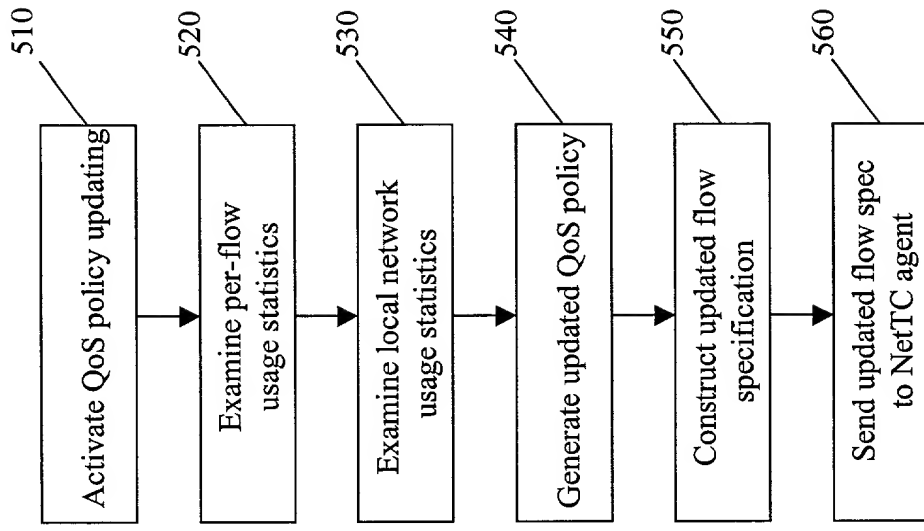 510
Activate QoS policy updating
520
Examine per-flow
usage statistics
530
Examine local network
usage statistics
540
Generate updated QoS policy
550
Construct updated flow
specification
560
Send updated flow spec
to NetTC agent